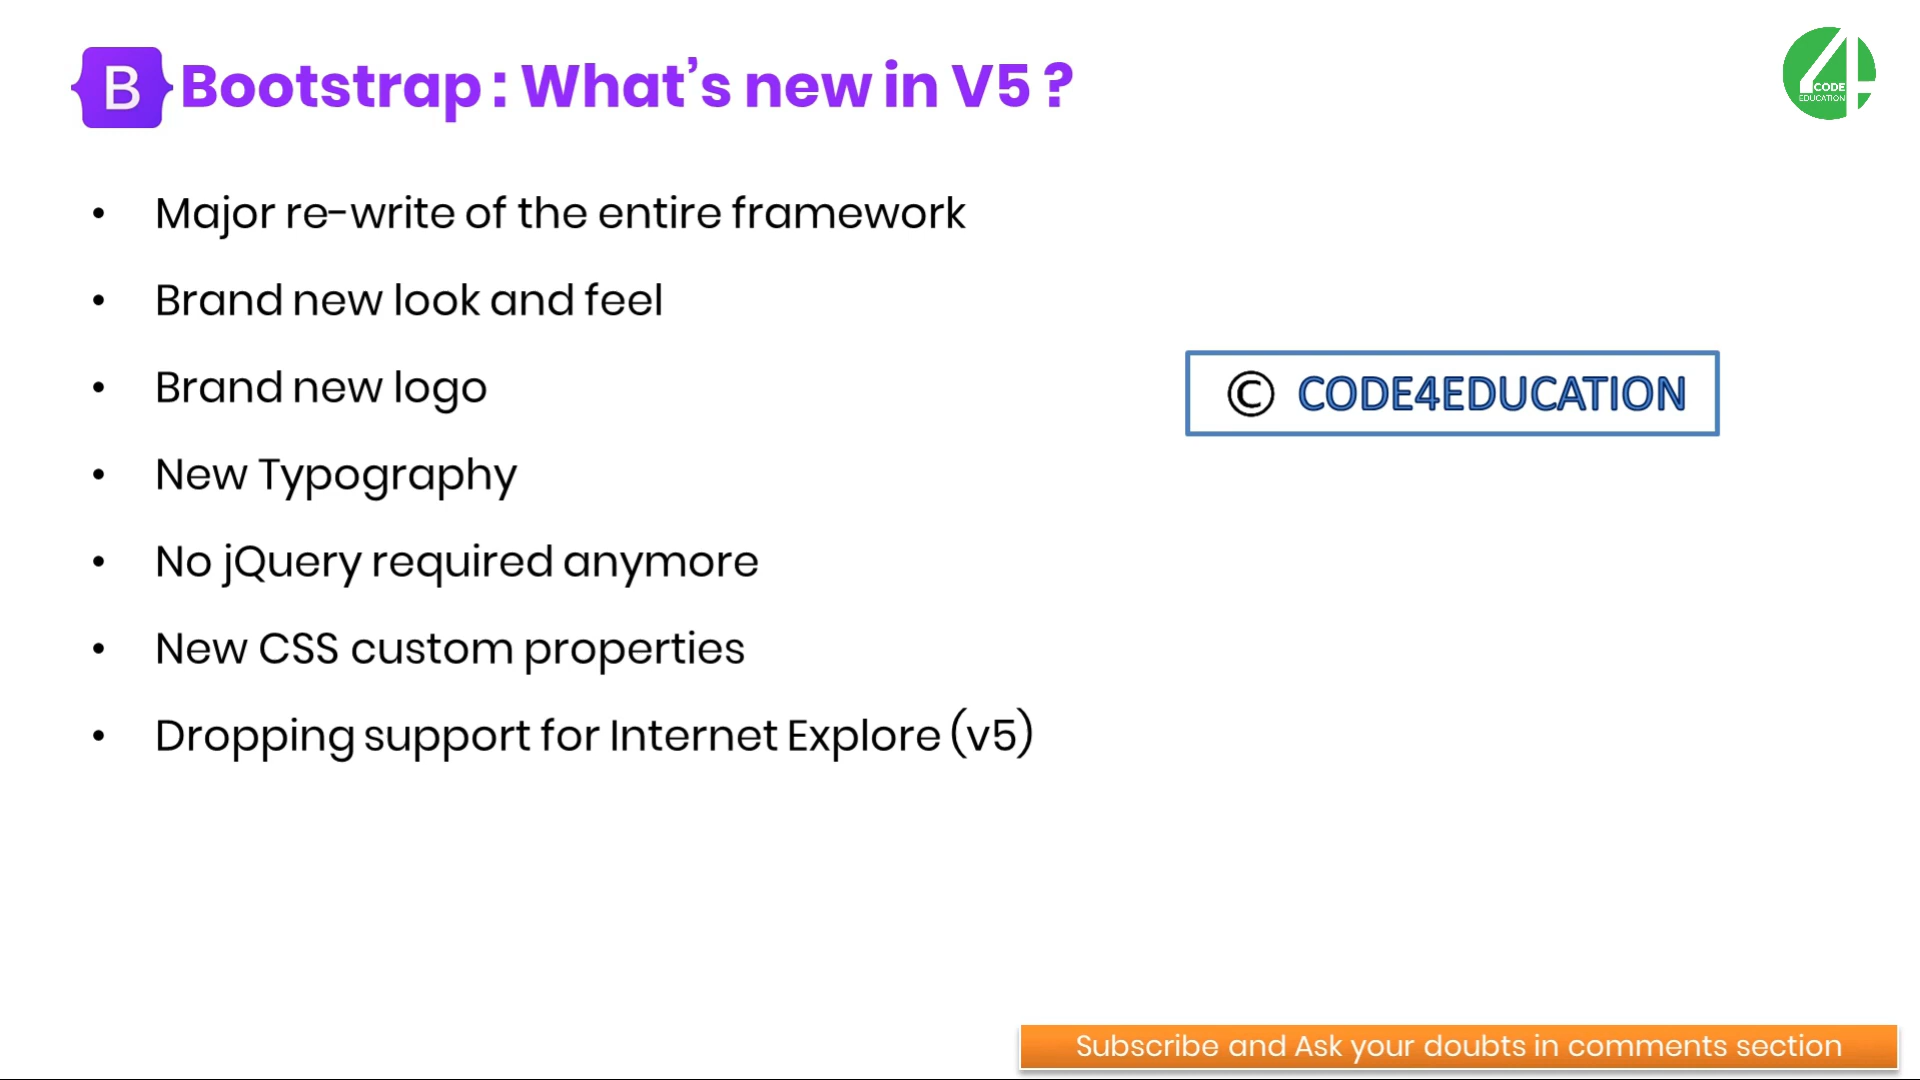 B
Bootstrap : What’s new in V5 ?
4
CODE
EDUCATION
• Major re-write of the entire framework
• Brand new look and feel
• Brand new logo
© CODE4EDUCATION
• New Typography
• No jQuery required anymore
• New CSS custom properties
• Dropping support for Internet Explore (v5)
Subscribe and Ask your doubts in comments section